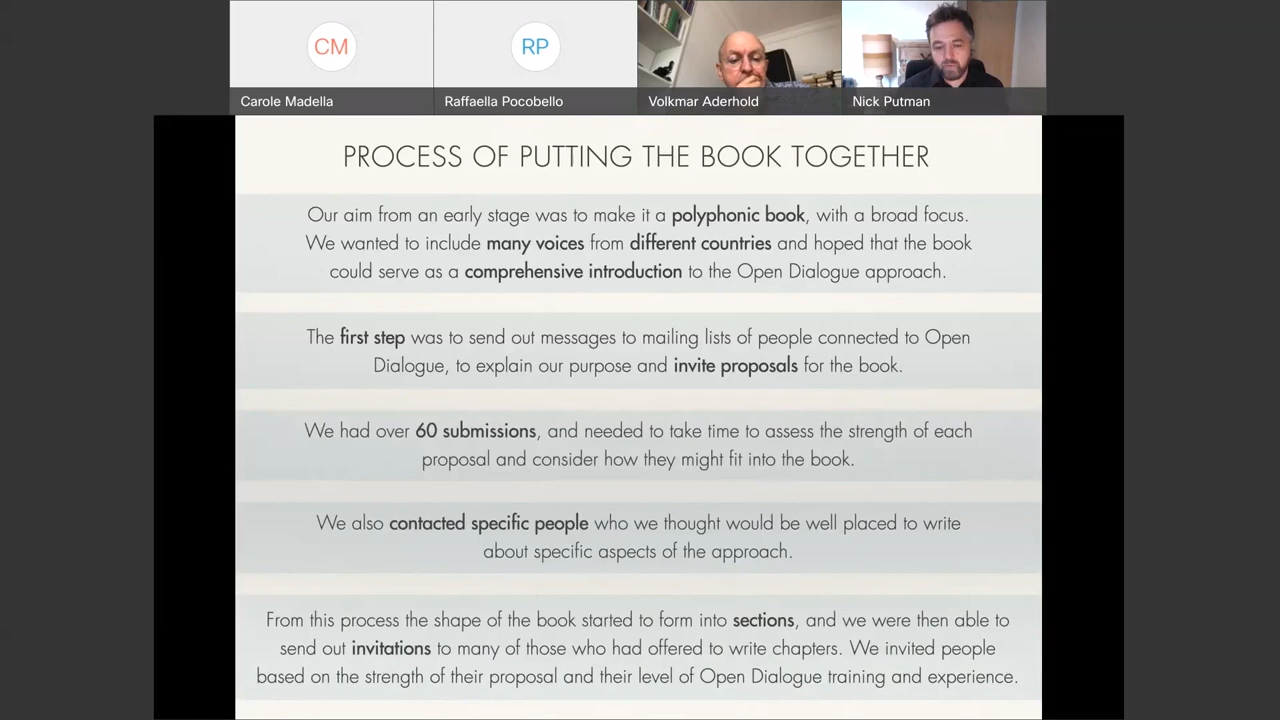 CM
RP
Carole Madella
Raffaella Pocobello
Volkmar Aderhold
Nick Putman
PROCESS OF PUTTING THE BOOK TOGETHER
Our aim from an early stage was to make it a polyphonic book, with a broad focus.
We wanted to include many voices from different countries and hoped that the book
could serve as a comprehensive introduction to the Open Dialogue approach.
The first step was to send out messages to mailing lists of people connected to Open
Dialogue, to explain our purpose and invite proposals for the book.
We had over 60 submissions, and needed to take time to assess the strength of each
proposal and consider how they might fit into the book.
We also contacted specific people who we thought would be well placed to write
about specific aspects of the approach.
From this process the shape of the book started to form into sections, and we were then able to
send out invitations to many of those who had offered to write chapters. We invited people
based on the strength of their proposal and their level of Open Dialogue training and experience.